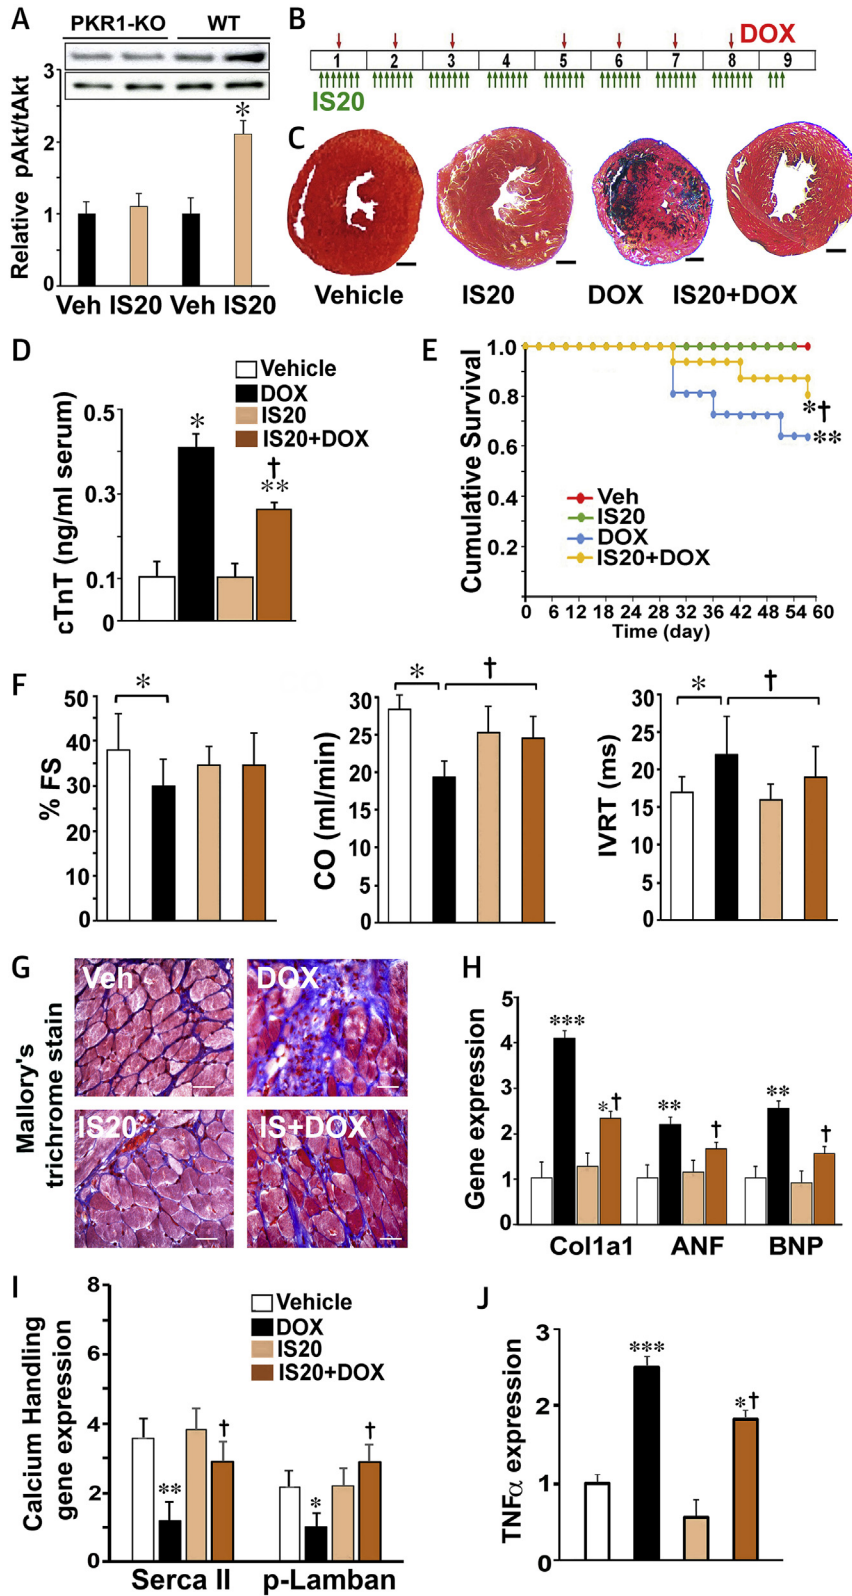 A
PKR1-KO WT
Relative pAkt/tAkt
3
2
1
0
*
Veh IS20 Veh IS20
B
DOX
1 2 3 4 5 6 7 8 9
IS20
C
Vehicle IS20 DOX IS20+DOX
D
Vehicle
DOX
IS20
IS20+DOX
cTnT (ng/ml serum)
0.5
0.3
0.1
*
†
**
E
Cumulative Survival
1.0
0.8
0.6
0.4
0.2
*†
**
Veh
IS20
DOX
IS20+DOX
0 6 12 18 24 28 32 36 42 48 54 60
Time (day)
F
% FS
50
40
30
20
10
0
*
CO (ml/min)
30
25
20
15
10
5
0
* †
IVRT (ms)
30
25
20
15
10
5
0
* †
G
Mallory's
trichrome stain
Veh DOX
IS20 IS+DOX
H
Gene expression
5
4
3
2
1
0
***
*†
**
†
**
†
Col1a1 ANF BNP
I
Calcium Handling
gene expression
8
6
4
2
0
Vehicle
DOX
IS20
IS20+DOX
**
†
*
†
Serca II p-Lamban
J
TNFα expression
3
2
1
0
***
*†